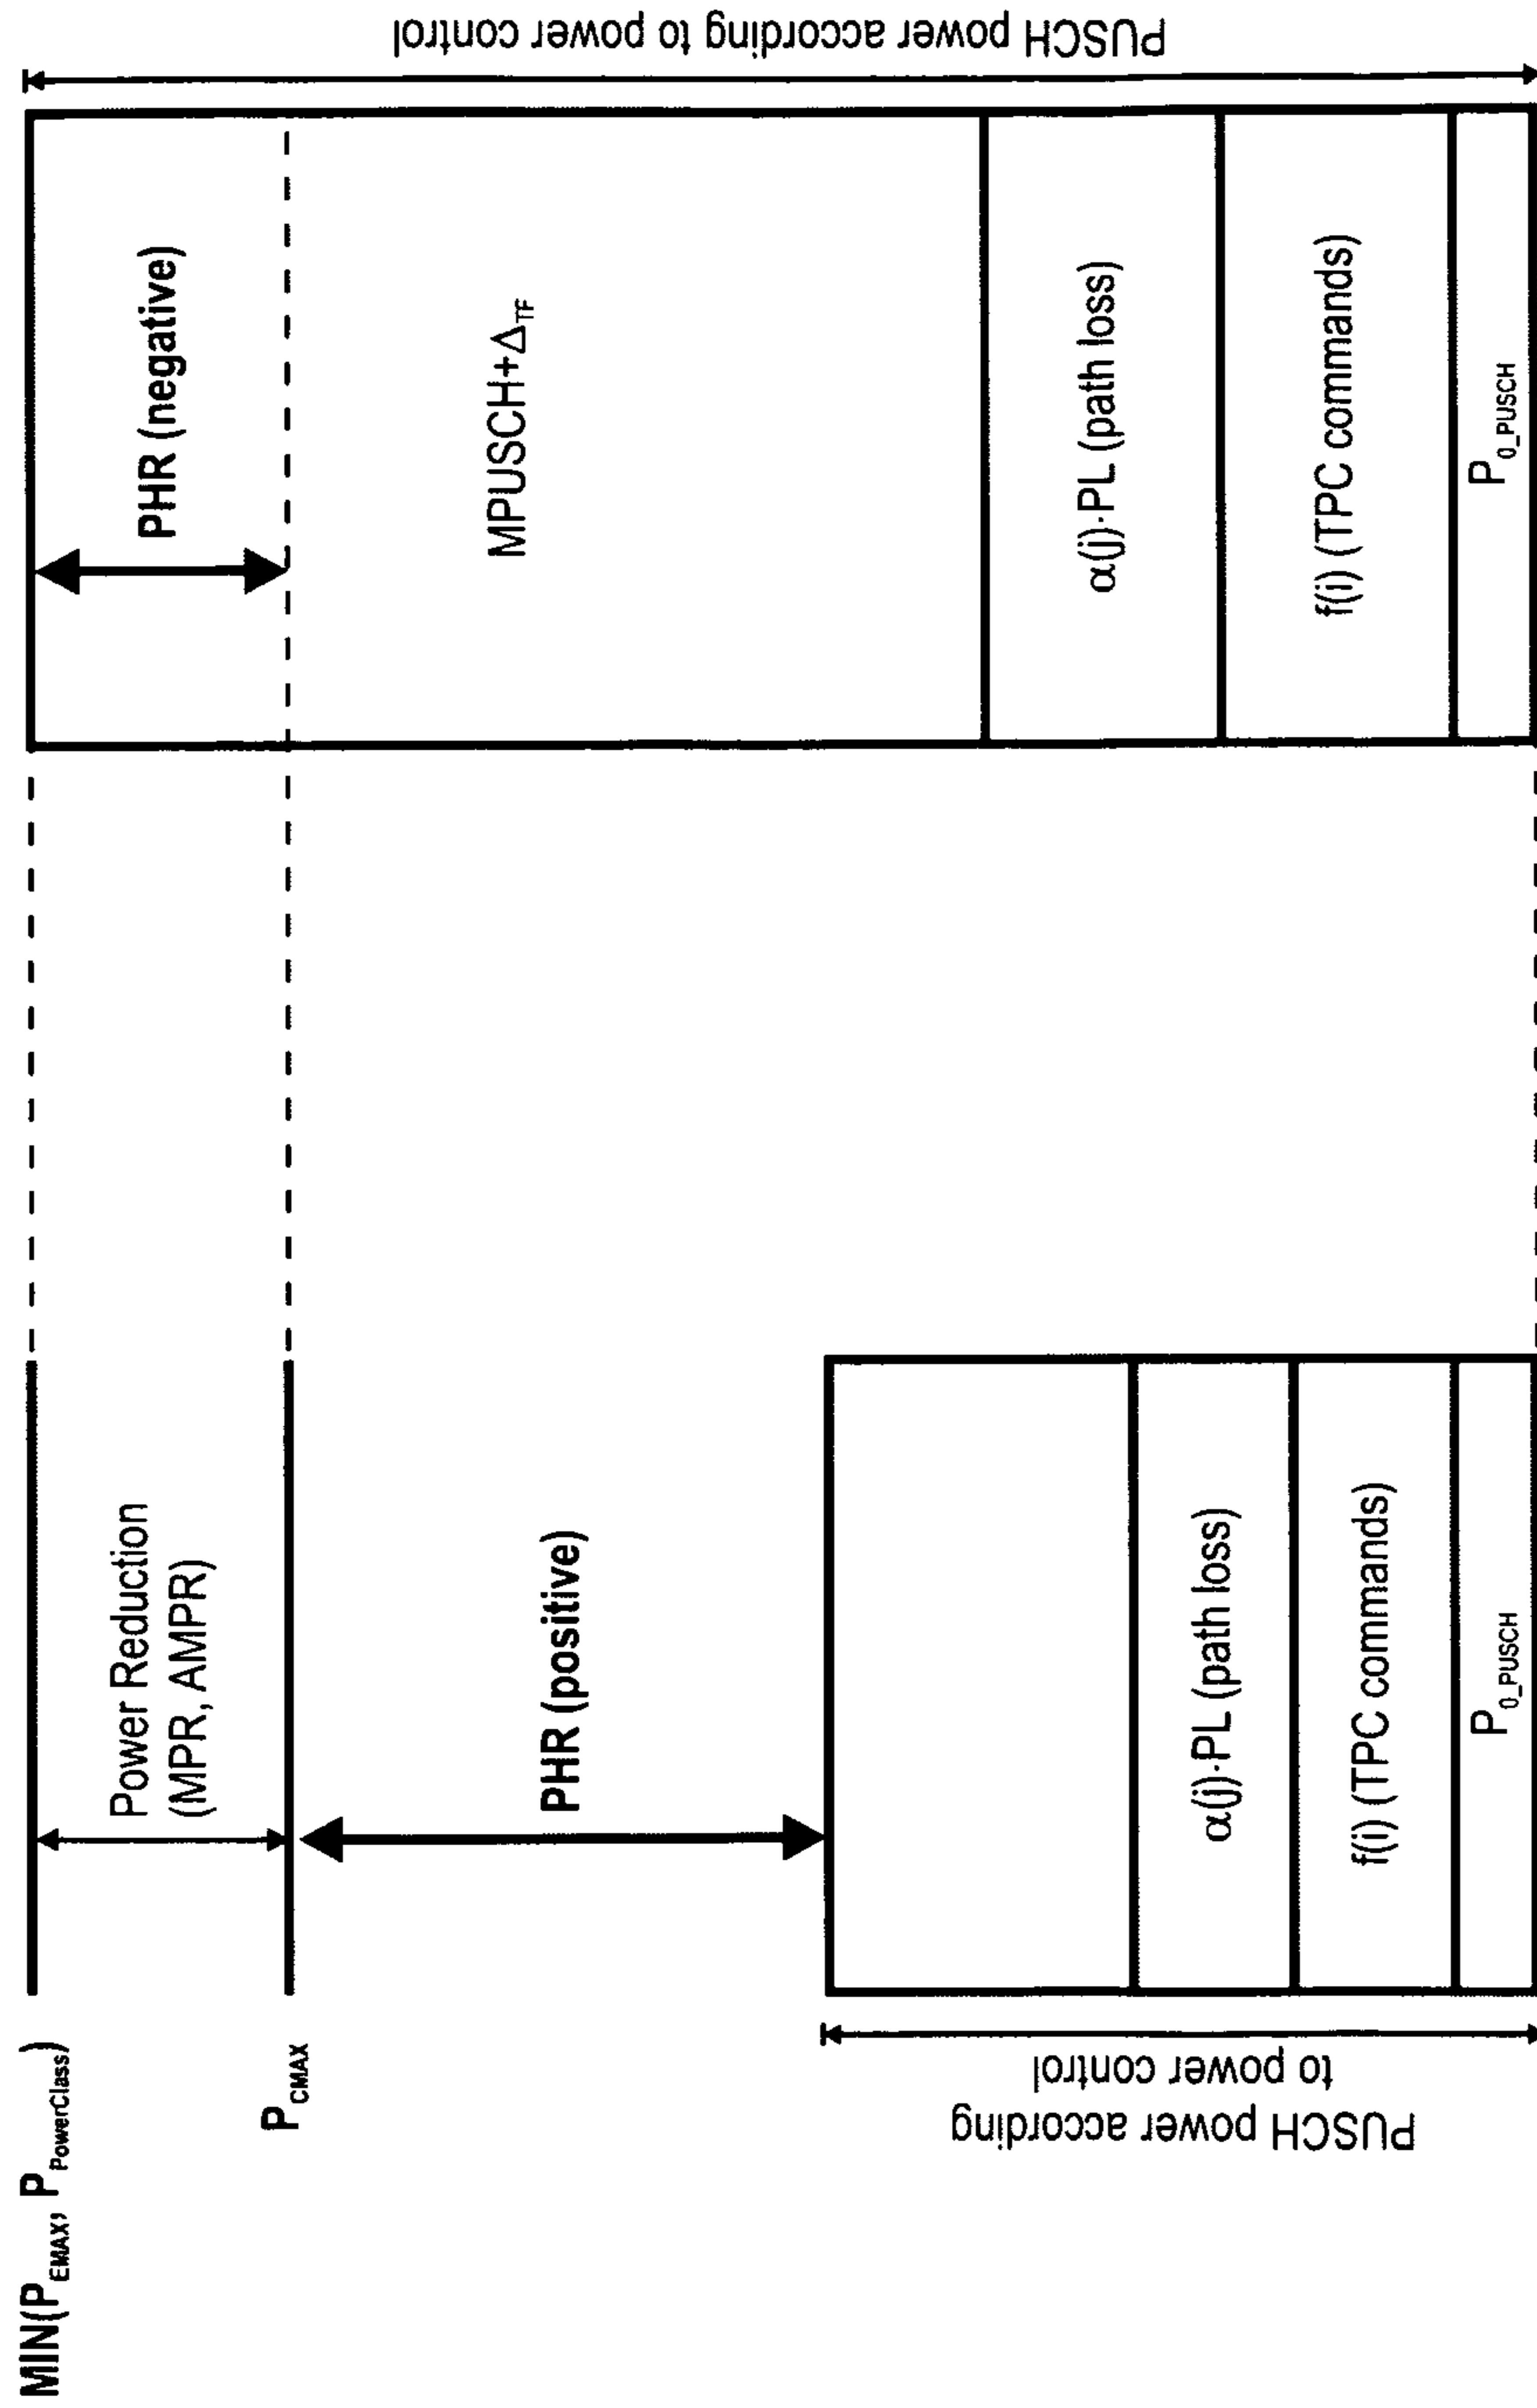 MIN(P_EMAX, P_PowerClass)
P_CMAX
Power Reduction
(MPR, AMPR)
PHR (positive)
PUSCH power according
to power control
α(j)·PL (path loss)
f(i) (TPC commands)
P_0_PUSCH
PHR (negative)
MPUSCH+Δ_TF
α(j)·PL (path loss)
f(i) (TPC commands)
P_0_PUSCH
PUSCH power according to power control